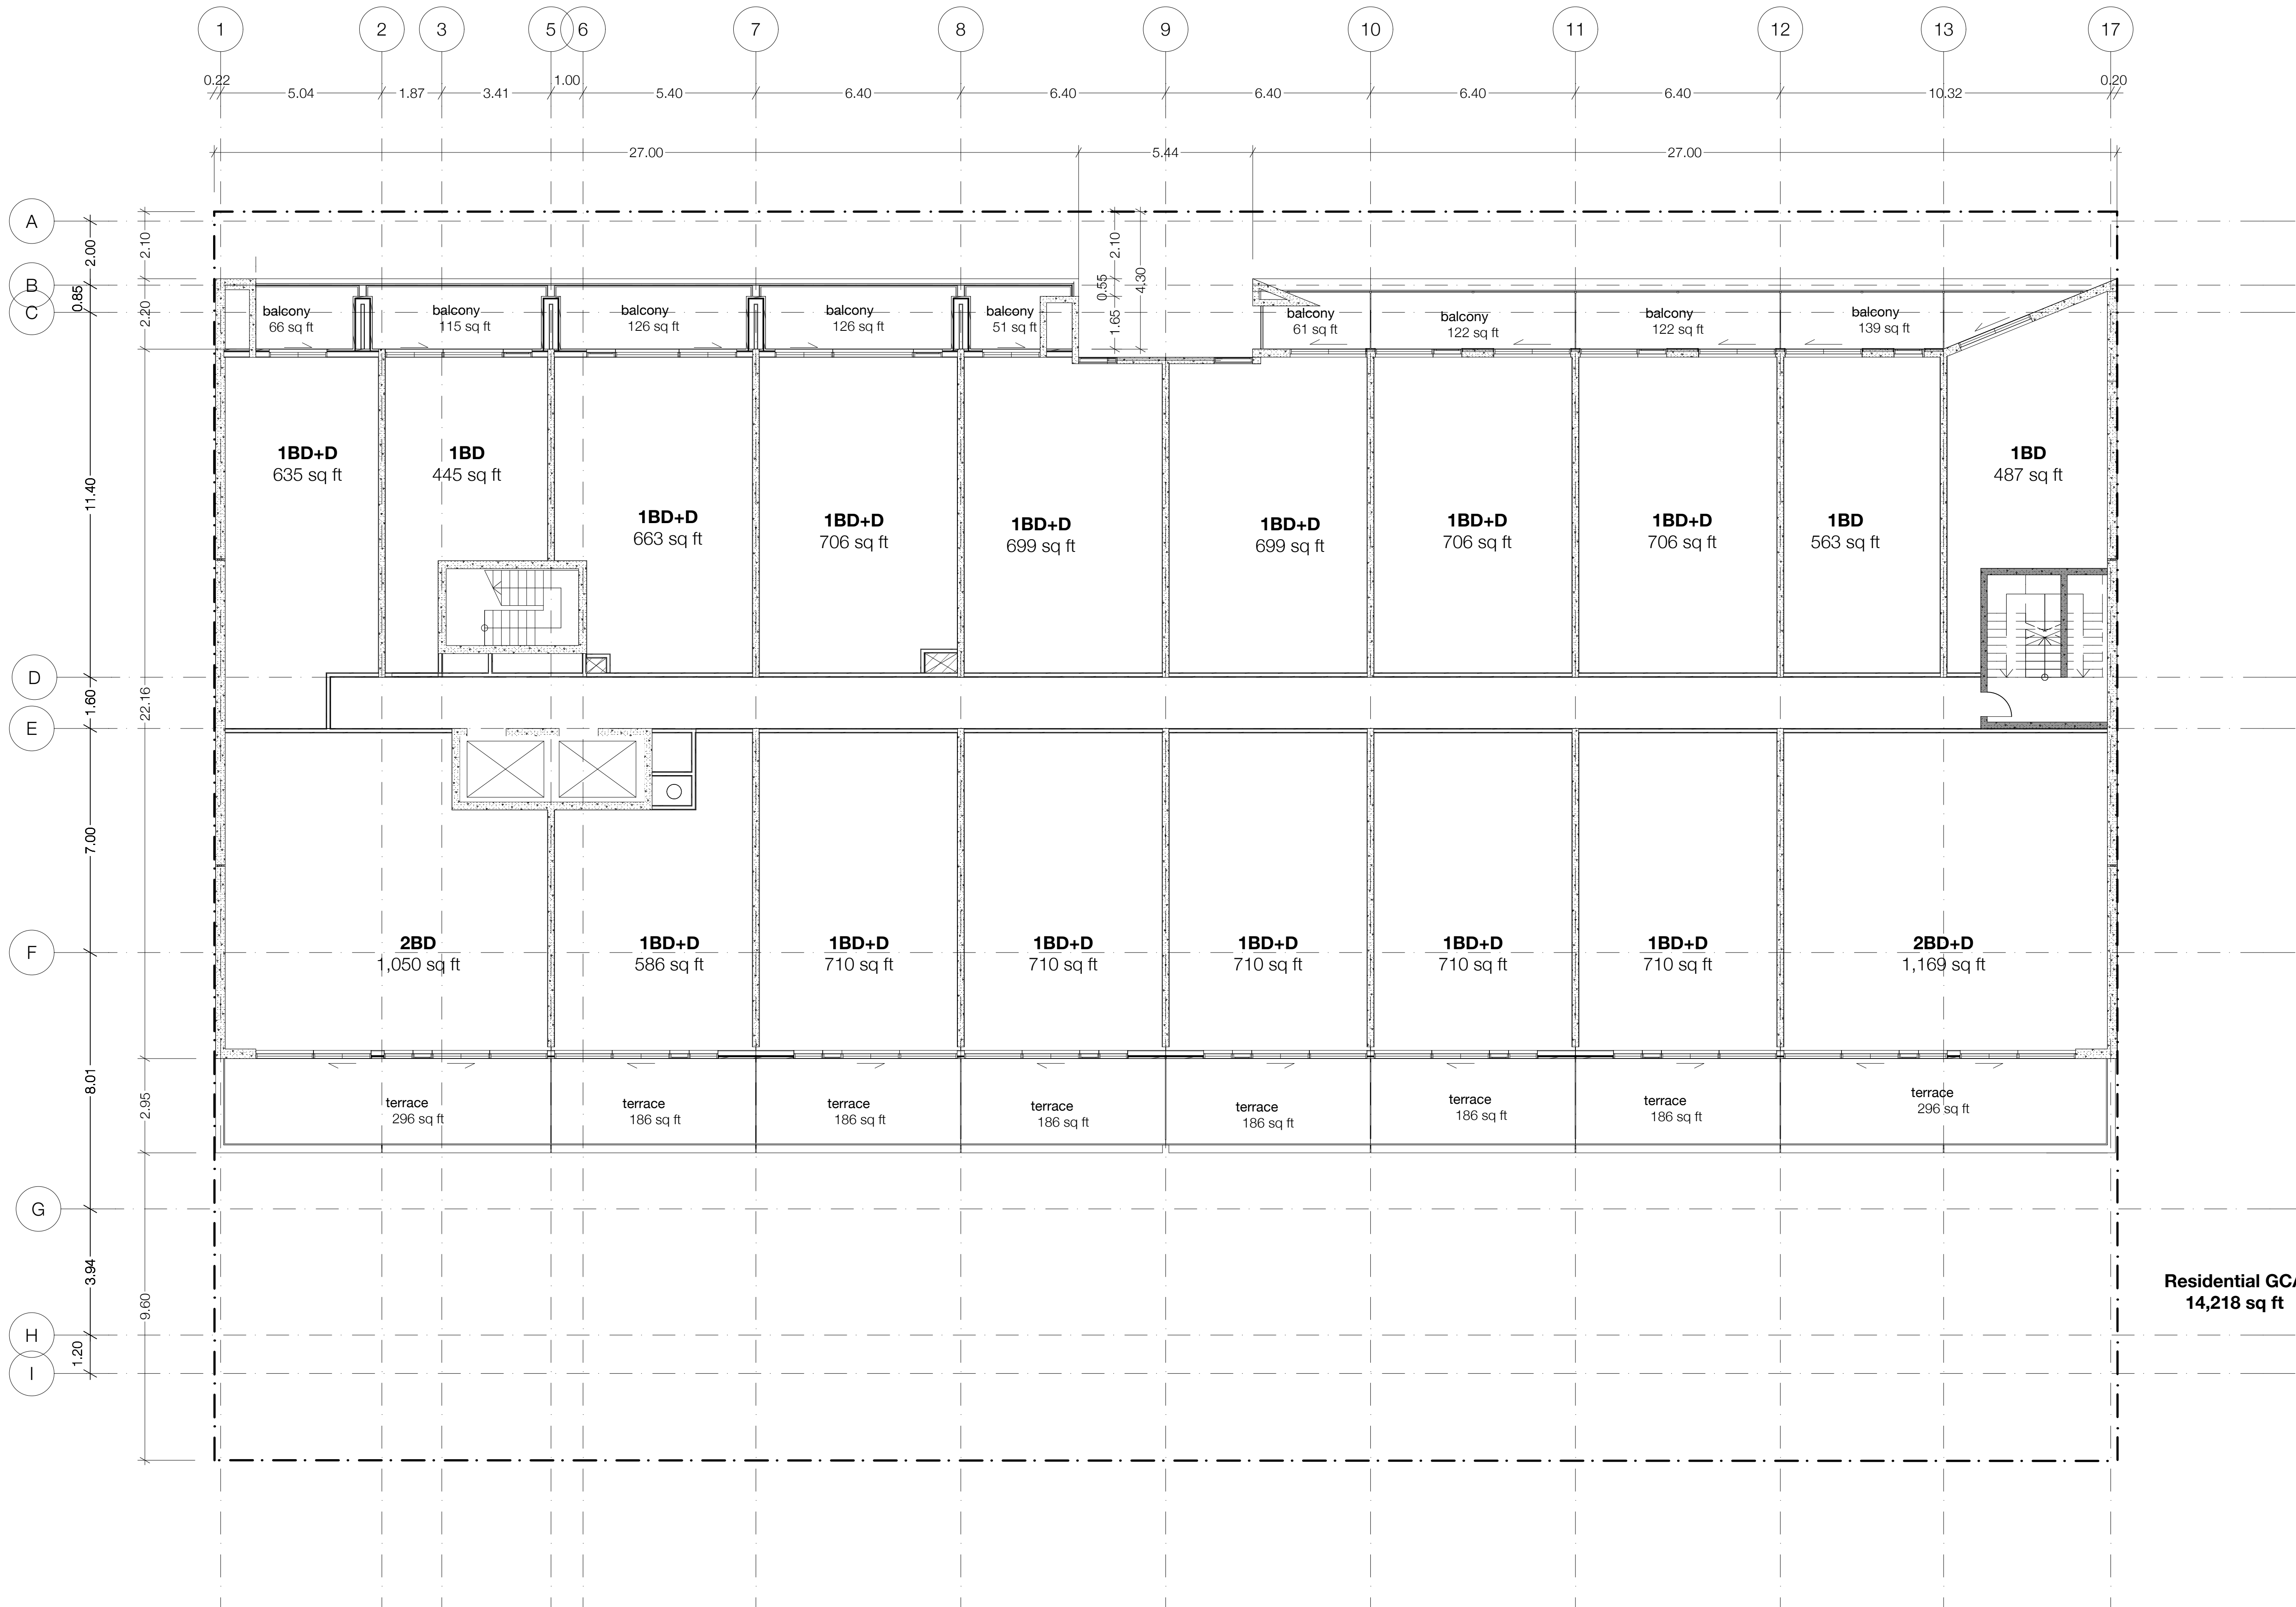 1 2 3 5 6 7 8 9 10 11 12 13 17
0.22 1.00 0.20
5.04 1.87 3.41 5.40 6.40 6.40 6.40 6.40 6.40 10.32
27.00 5.44 27.00
A
B
C
D
E
F
G
H
I
2.00
0.85
11.40
1.60
7.00
8.01
3.94
1.20
2.10
2.20
22.16
2.95
9.60
2.10
0.55
1.65
4.30
balcony
66 sq ft
balcony
115 sq ft
balcony
126 sq ft
balcony
126 sq ft
balcony
51 sq ft
balcony
61 sq ft
balcony
122 sq ft
balcony
122 sq ft
balcony
139 sq ft
1BD+D
635 sq ft
1BD
445 sq ft
1BD+D
663 sq ft
1BD+D
706 sq ft
1BD+D
699 sq ft
1BD+D
699 sq ft
1BD+D
706 sq ft
1BD+D
706 sq ft
1BD
563 sq ft
1BD
487 sq ft
2BD
1,050 sq ft
1BD+D
586 sq ft
1BD+D
710 sq ft
1BD+D
710 sq ft
1BD+D
710 sq ft
1BD+D
710 sq ft
1BD+D
710 sq ft
2BD+D
1,169 sq ft
terrace
296 sq ft
terrace
186 sq ft
terrace
186 sq ft
terrace
186 sq ft
terrace
186 sq ft
terrace
186 sq ft
terrace
186 sq ft
terrace
296 sq ft
Residential GCA
14,218 sq ft